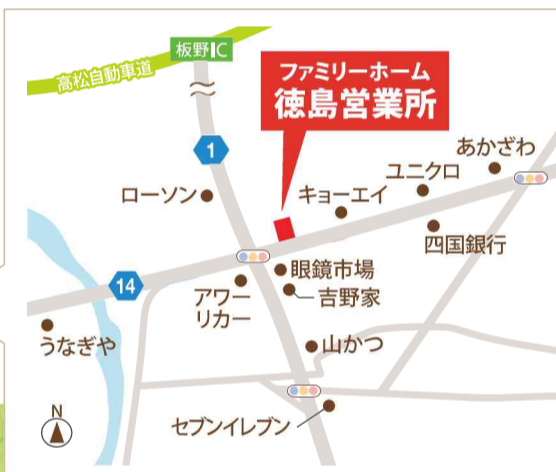 板野IC
高松自動車道
ファミリーホーム
徳島営業所
1
あかざわ
ユニクロ
ローソン
キョーエイ
四国銀行
眼鏡市場
14
アワー
リカー
吉野家
うなぎや
山かつ
N
セブンイレブン